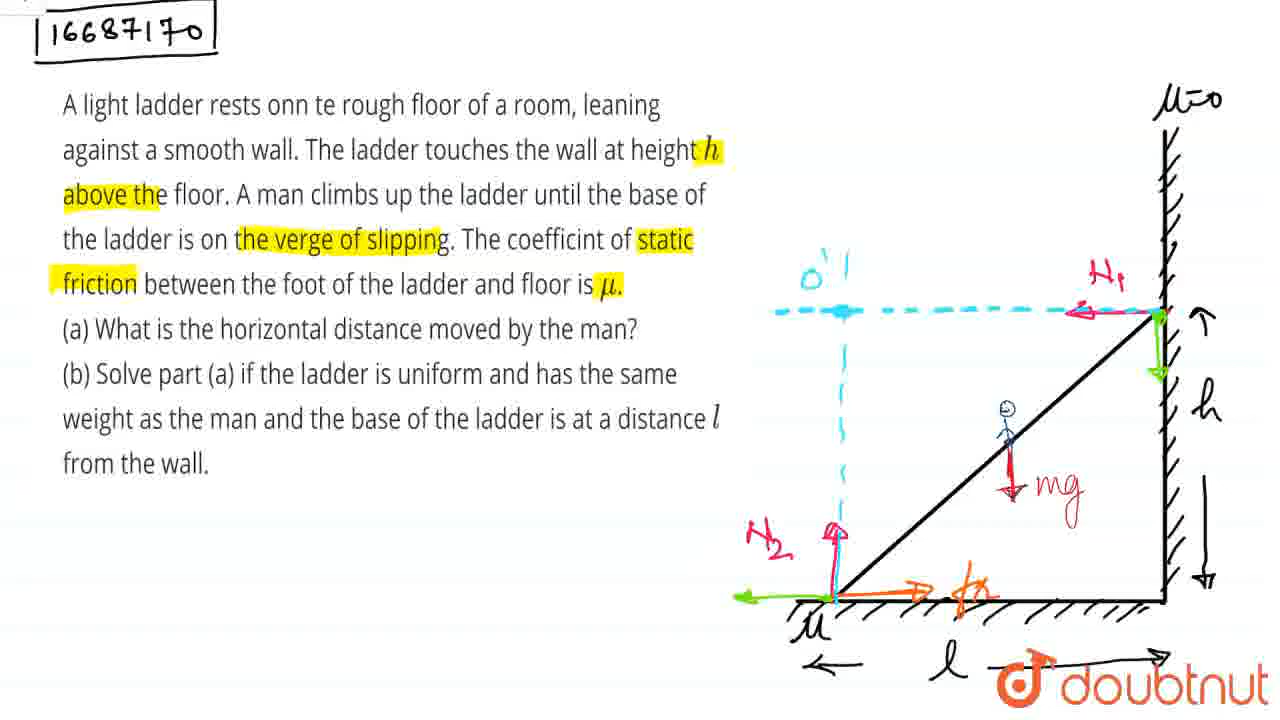 16687170
A light ladder rests onn te rough floor of a room, leaning
against a smooth wall. The ladder touches the wall at height h
above the floor. A man climbs up the ladder until the base of
the ladder is on the verge of slipping. The coefficint of static
friction between the foot of the ladder and floor is μ.
(a) What is the horizontal distance moved by the man?
(b) Solve part (a) if the ladder is uniform and has the same
weight as the man and the base of the ladder is at a distance l
from the wall.
μ=0
O'
N1
h
mg
N2
μ
l
doubtnut